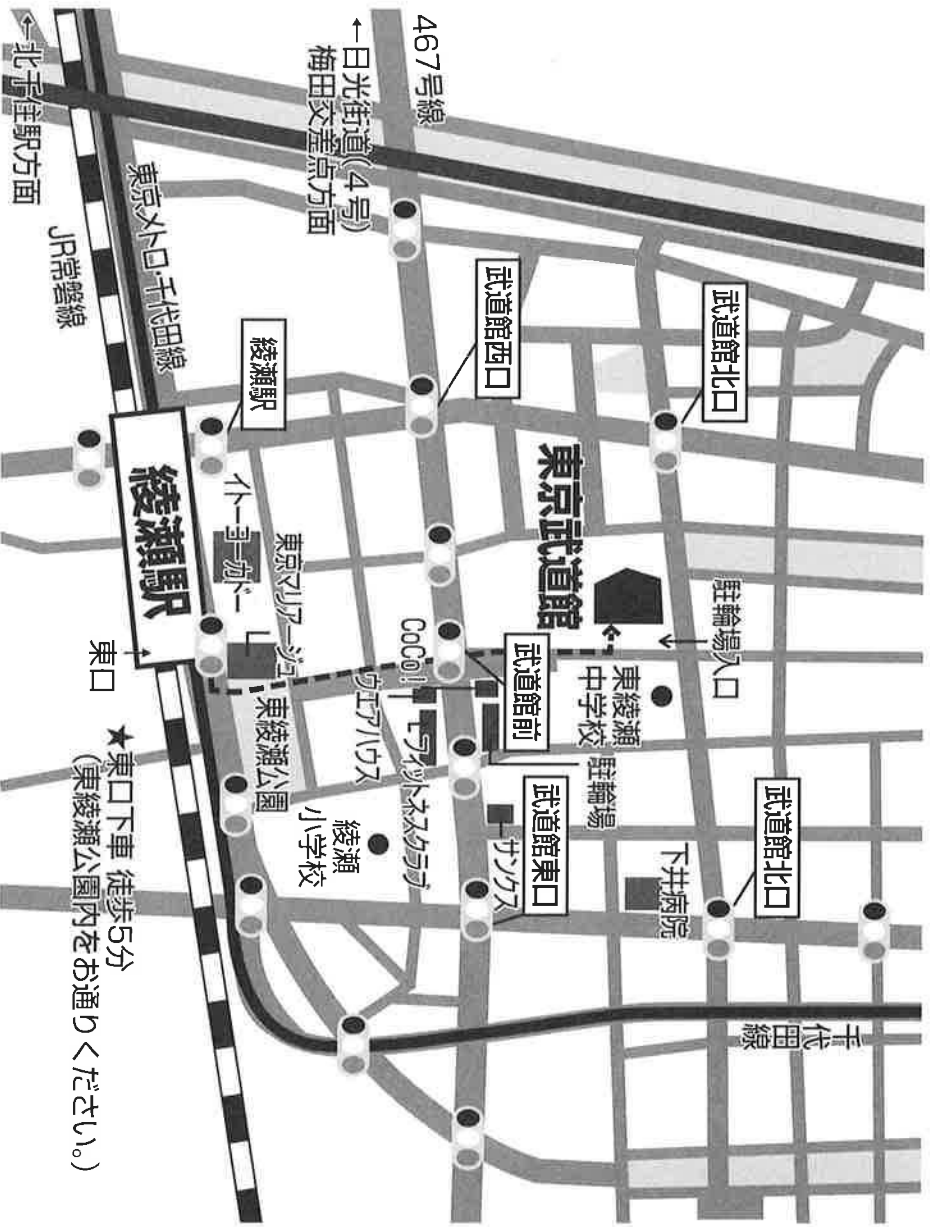 467号線
←日光街道(4号)
梅田交差点方面
武道館北口
武道館西口
東京武道館
駐輪場入口
東綾瀬
中学校
武道館北口
下井病院
武道館前
駐輪場
武道館東口
サンクス
CoCo!
ウエアハウス
フィットネスクラブ
東京マリアージュ
イトーヨーカドー
綾瀬駅
東綾瀬公園
綾瀬
小学校
千代田線
東京メトロ・千代田線
JR常磐線
←北千住駅方面
綾瀬駅
東口
★東口下車 徒歩5分
(東綾瀬公園内をお通りください。)